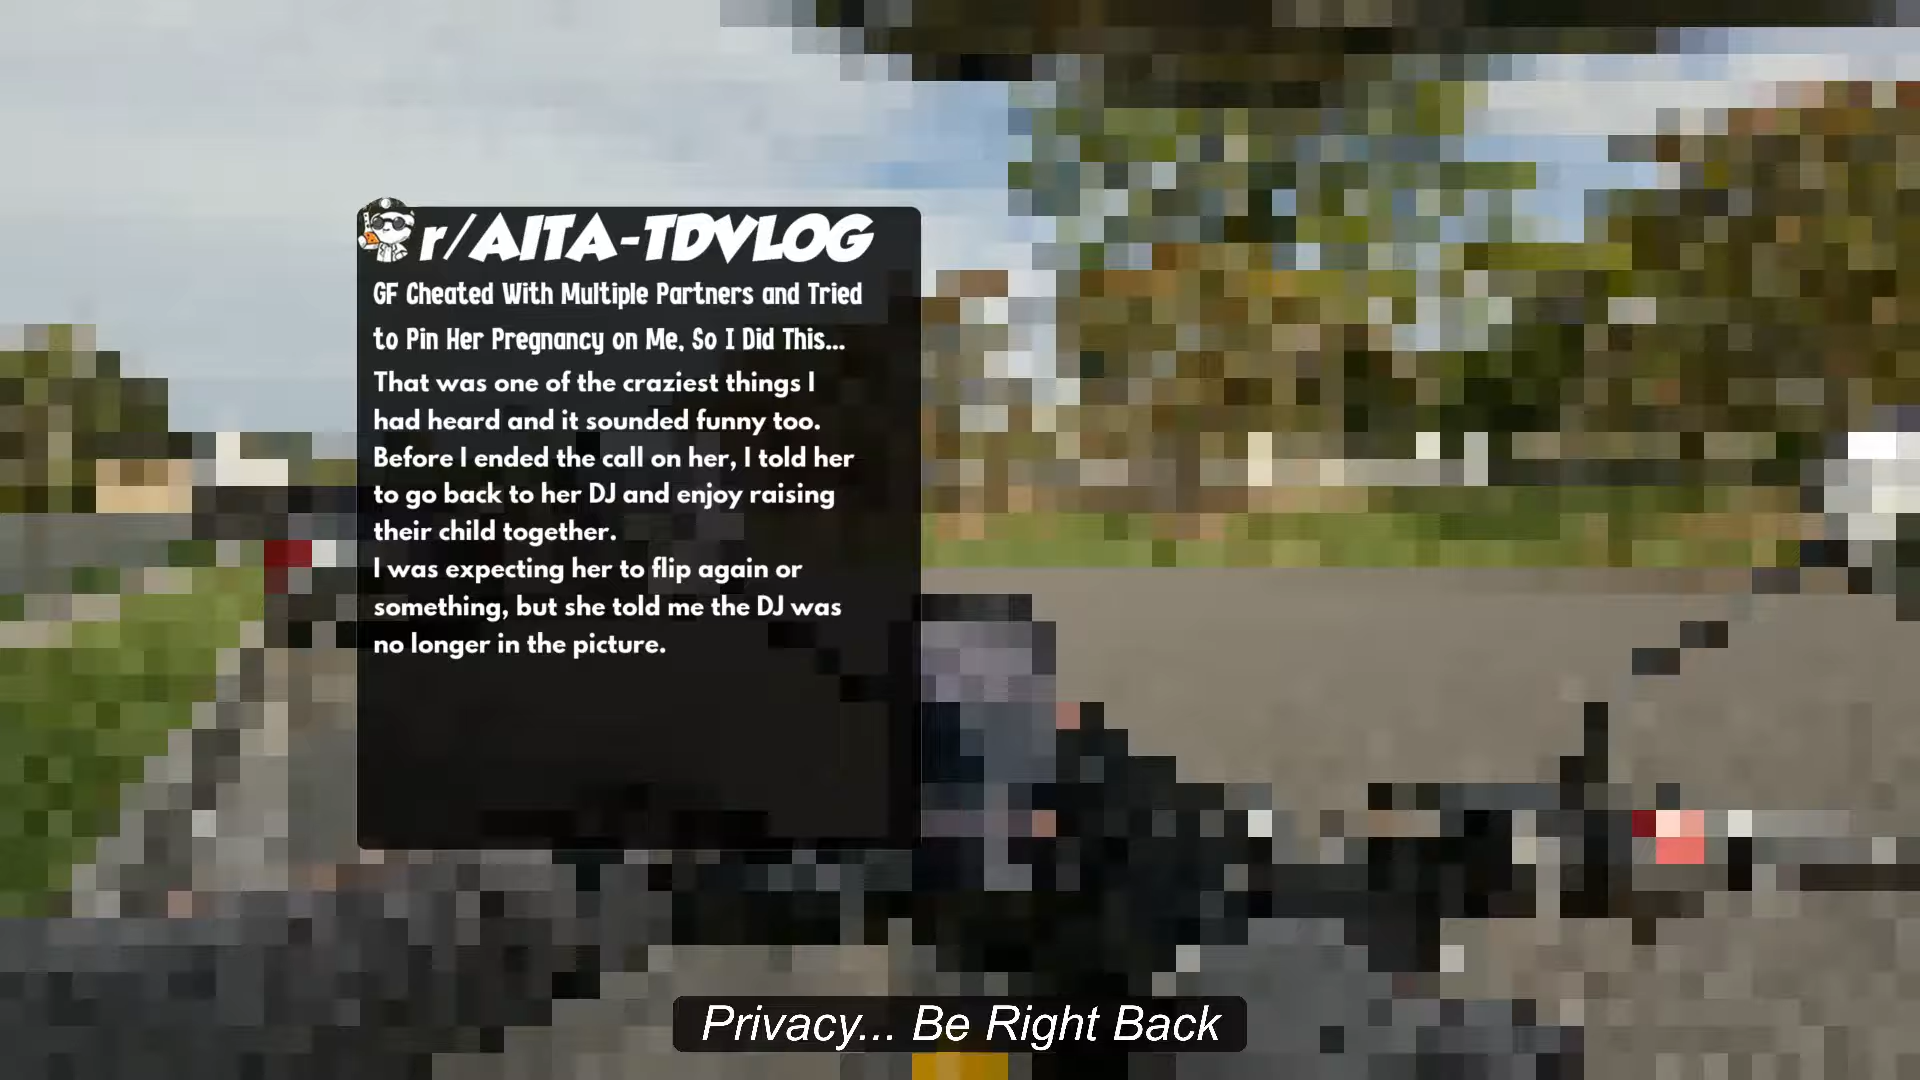 r/AITA-TDVLOG
GF Cheated With Multiple Partners and Tried
to Pin Her Pregnancy on Me, So I Did This...
That was one of the craziest things I
had heard and it sounded funny too.
Before I ended the call on her, I told her
to go back to her DJ and enjoy raising
their child together.
I was expecting her to flip again or
something, but she told me the DJ was
no longer in the picture.
Privacy... Be Right Back